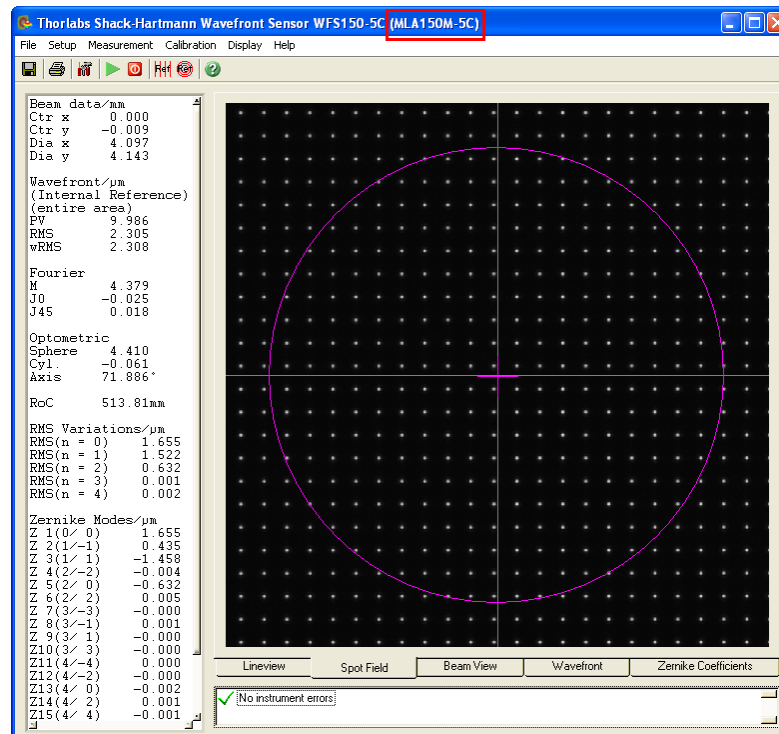 Thorlabs Shack-Hartmann Wavefront Sensor WFS150-5C (MLA150M-5C)
File Setup Measurement Calibration Display Help
Ref Ref
Beam data/mm
Ctr x 0.000
Ctr y -0.009
Dia x 4.097
Dia y 4.143
Wavefront/µm
(Internal Reference)
(entire area)
PV 9.986
RMS 2.305
wRMS 2.308
Fourier
M 4.379
J0 -0.025
J45 0.018
Optometric
Sphere 4.410
Cyl. -0.061
Axis 71.886°
RoC 513.81mm
RMS Variations/µm
RMS(n = 0) 1.655
RMS(n = 1) 1.522
RMS(n = 2) 0.632
RMS(n = 3) 0.001
RMS(n = 4) 0.002
Zernike Modes/µm
Z 1(0/ 0) 1.655
Z 2(1/-1) 0.435
Z 3(1/ 1) -1.458
Z 4(2/-2) -0.004
Z 5(2/ 0) -0.632
Z 6(2/ 2) 0.005
Z 7(3/-3) -0.000
Z 8(3/-1) 0.001
Z 9(3/ 1) -0.000
Z10(3/ 3) -0.000
Z11(4/-4) 0.000
Z12(4/-2) -0.000
Z13(4/ 0) -0.002
Z14(4/ 2) 0.001
Z15(4/ 4) -0.001
Lineview Spot Field Beam View Wavefront Zernike Coefficients
No instrument errors